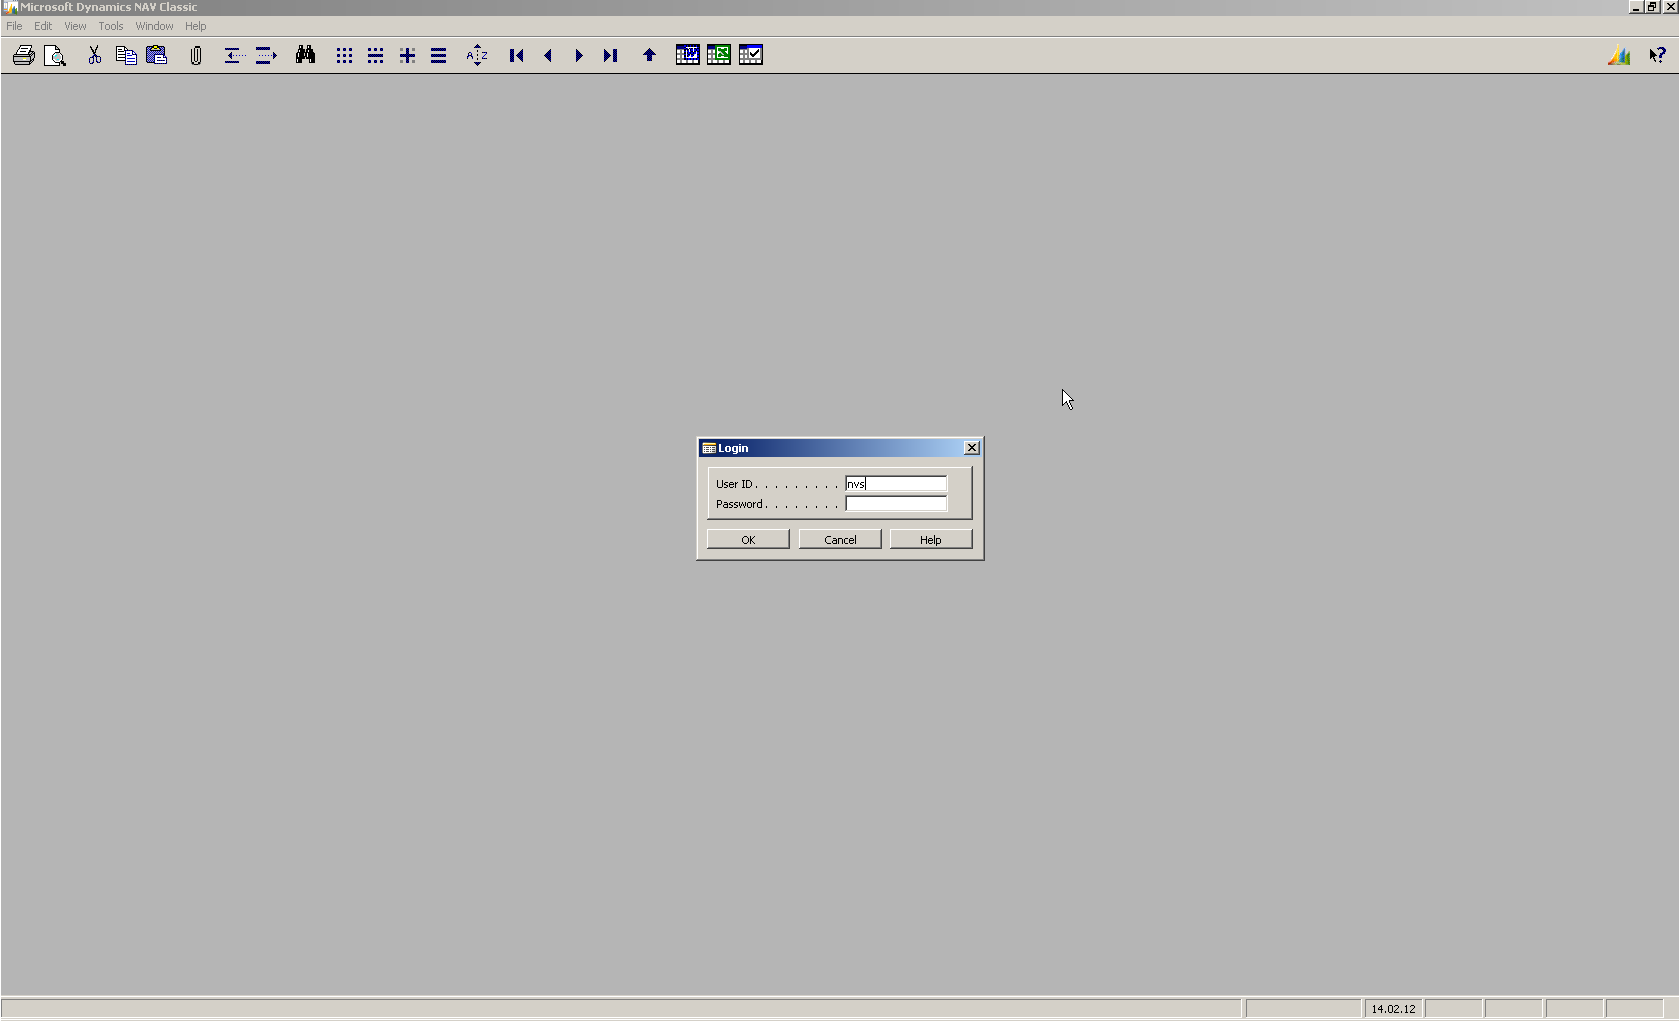 Microsoft Dynamics NAV Classic
File Edit View Tools Window Help
Login
User ID . . . . . . . . . nvs
Password . . . . . . . .
OK Cancel Help
14.02.12